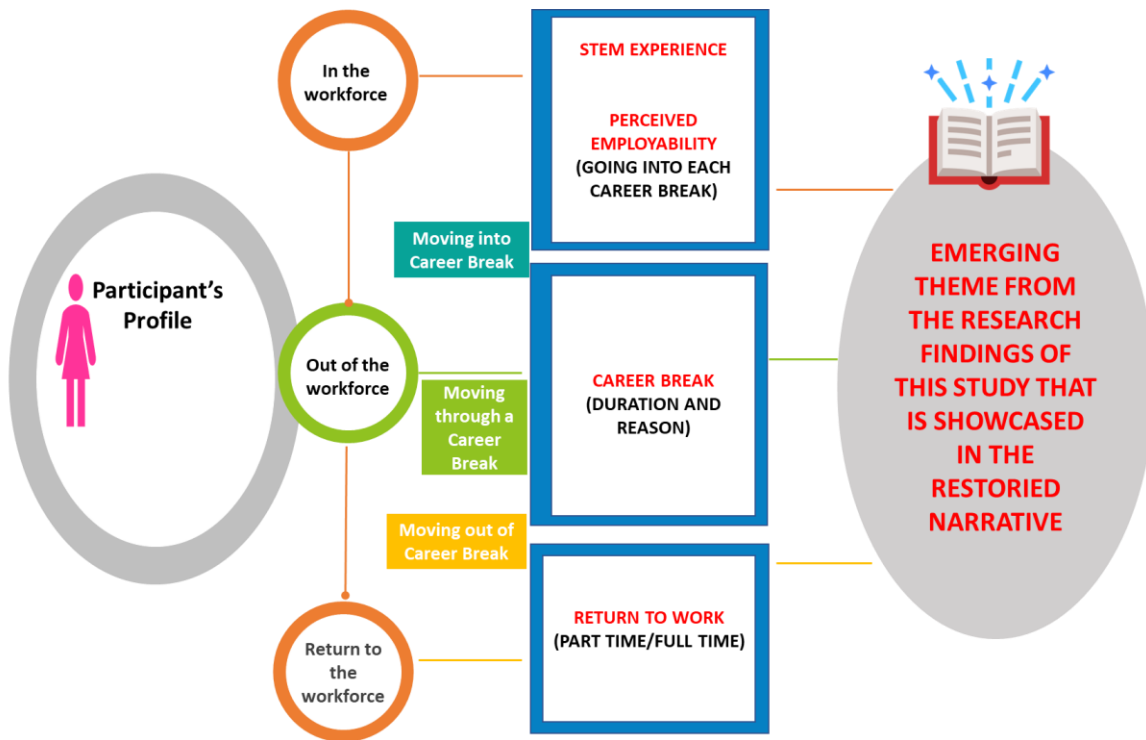 Participant's
Profile
In the
workforce
Out of the
workforce
Return to
the
workforce
Moving into
Career Break
Moving
through a
Career
Break
Moving out of
Career Break
STEM EXPERIENCE
PERCEIVED
EMPLOYABILITY
(GOING INTO EACH
CAREER BREAK)
CAREER BREAK
(DURATION AND
REASON)
RETURN TO WORK
(PART TIME/FULL TIME)
EMERGING
THEME FROM
THE RESEARCH
FINDINGS OF
THIS STUDY THAT
IS SHOWCASED
IN THE
RESTORIED
NARRATIVE